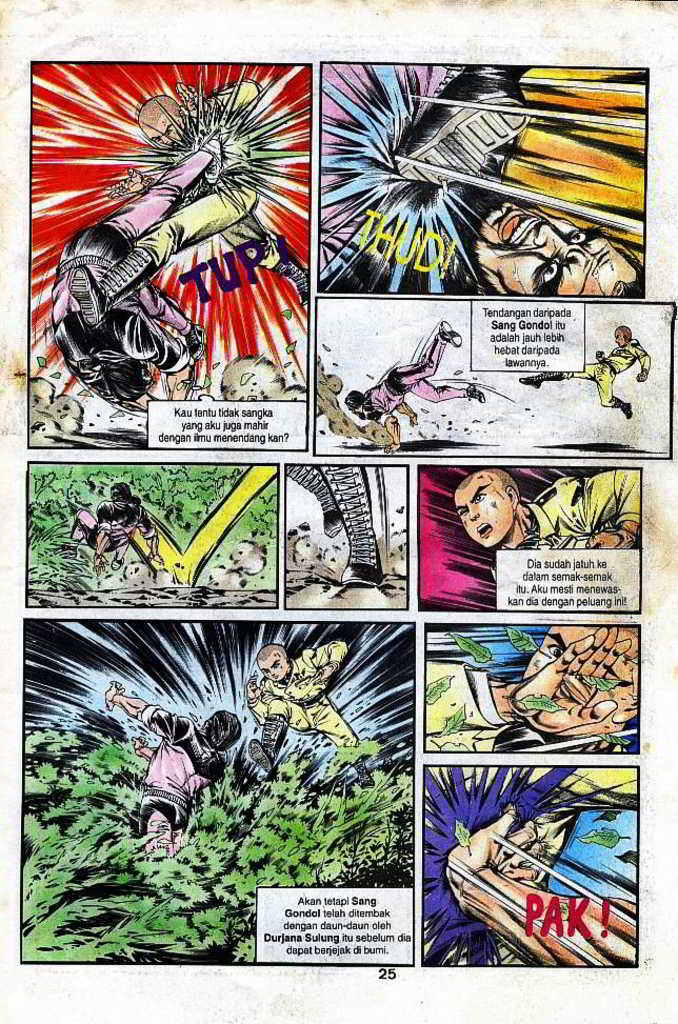 TUP!
Kau tentu tidak sangka
yang aku juga mahir
dengan ilmu menendang kan?
THUD!
Tendangan daripada
Sang Gondol itu
adalah jauh lebih
hebat daripada
lawannya.
Dia sudah jatuh ke
dalam semak-semak
itu. Aku mesti menewas-
kan dia dengan peluang ini!
Akan tetapi Sang
Gondol telah ditembak
dengan daun-daun oleh
Durjana Sulung itu sebelum dia
dapat berjejak di bumi.
PAK!
25